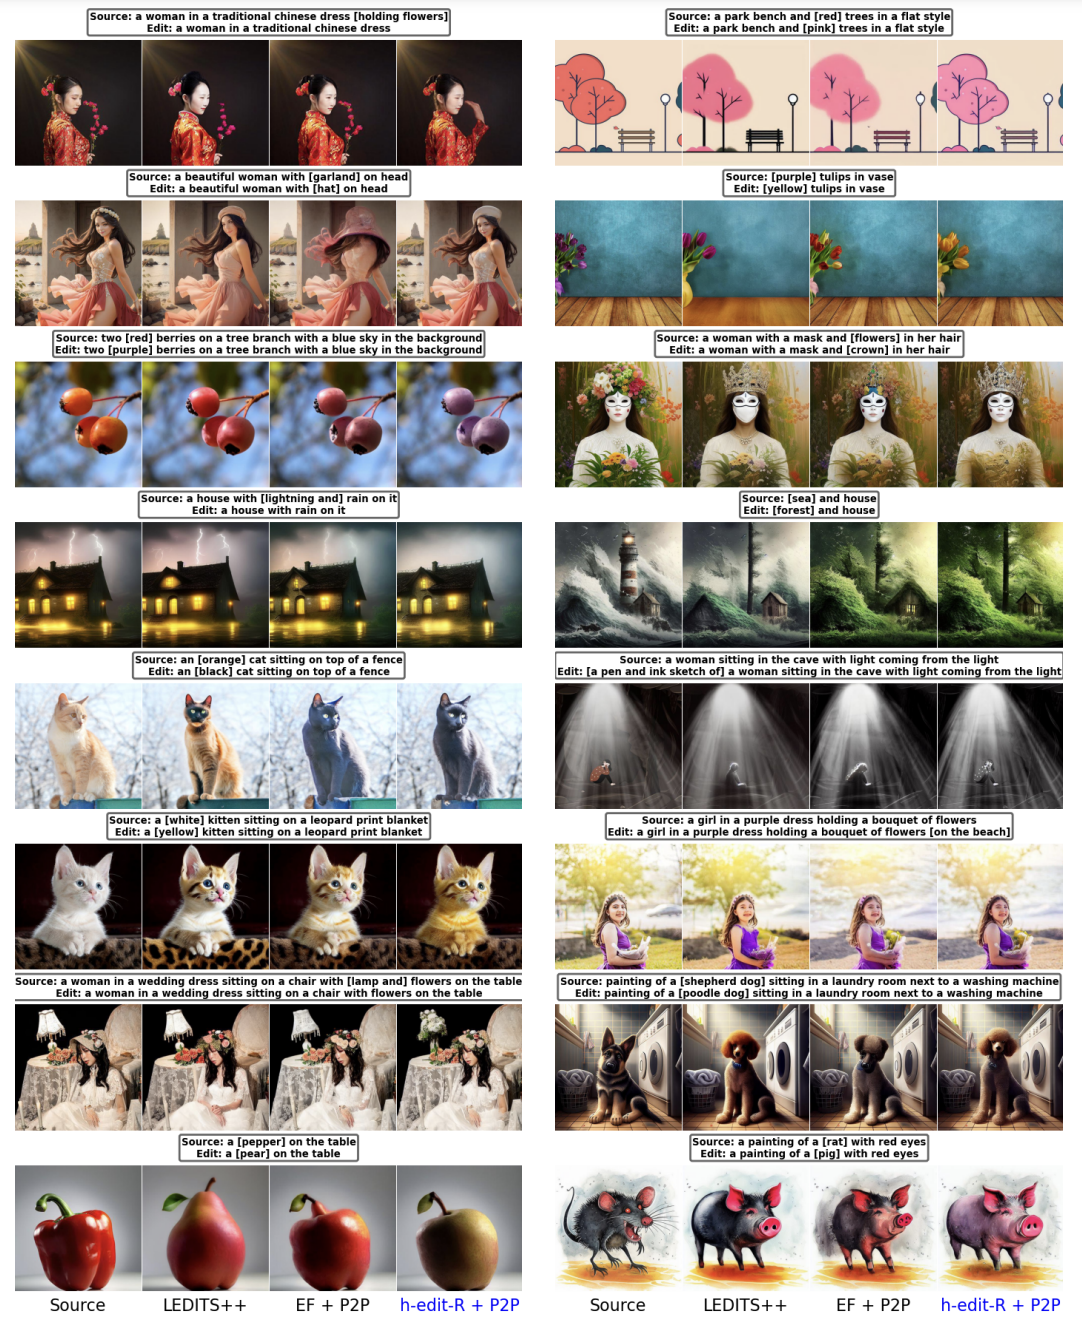 Source: a woman in a traditional chinese dress [holding flowers]
Edit: a woman in a traditional chinese dress
Source: a park bench and [red] trees in a flat style
Edit: a park bench and [pink] trees in a flat style
Source: a beautiful woman with [garland] on head
Edit: a beautiful woman with [hat] on head
Source: [purple] tulips in vase
Edit: [yellow] tulips in vase
Source: two [red] berries on a tree branch with a blue sky in the background
Edit: two [purple] berries on a tree branch with a blue sky in the background
Source: a woman with a mask and [flowers] in her hair
Edit: a woman with a mask and [crown] in her hair
Source: a house with [lightning and] rain on it
Edit: a house with rain on it
Source: [sea] and house
Edit: [forest] and house
Source: an [orange] cat sitting on top of a fence
Edit: an [black] cat sitting on top of a fence
Source: a woman sitting in the cave with light coming from the light
Edit: [a pen and ink sketch of] a woman sitting in the cave with light coming from the light
Source: a [white] kitten sitting on a leopard print blanket
Edit: a [yellow] kitten sitting on a leopard print blanket
Source: a girl in a purple dress holding a bouquet of flowers
Edit: a girl in a purple dress holding a bouquet of flowers [on the beach]
Source: a woman in a wedding dress sitting on a chair with [lamp and] flowers on the table
Edit: a woman in a wedding dress sitting on a chair with flowers on the table
Source: painting of a [shepherd dog] sitting in a laundry room next to a washing machine
Edit: painting of a [poodle dog] sitting in a laundry room next to a washing machine
Source: a [pepper] on the table
Edit: a [pear] on the table
Source: a painting of a [rat] with red eyes
Edit: a painting of a [pig] with red eyes
Source LEDITS++ EF + P2P h-edit-R + P2P
Source LEDITS++ EF + P2P h-edit-R + P2P